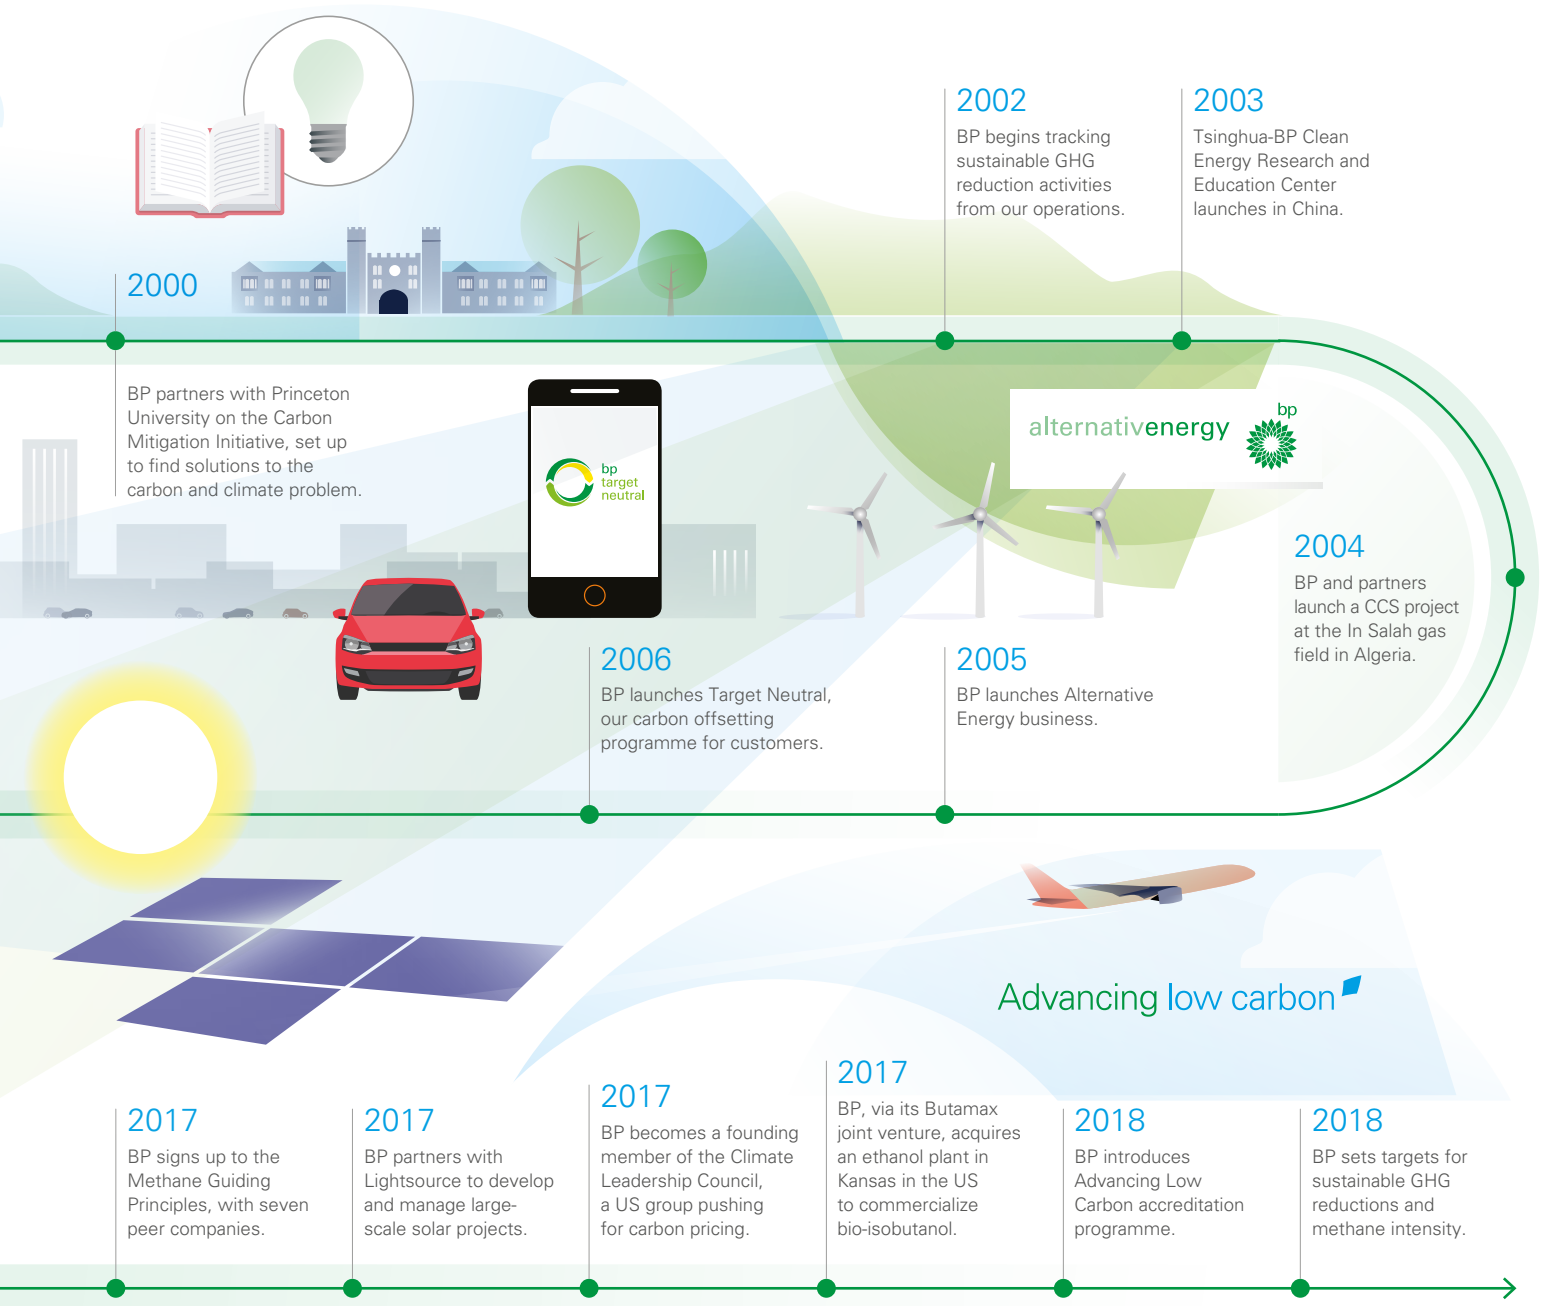 2000
BP partners with Princeton
University on the Carbon
Mitigation Initiative, set up
to find solutions to the
carbon and climate problem.
2002
BP begins tracking
sustainable GHG
reduction activities
from our operations.
2003
Tsinghua-BP Clean
Energy Research and
Education Center
launches in China.
alternativenergy
bp
2004
BP and partners
launch a CCS project
at the In Salah gas
field in Algeria.
2005
BP launches Alternative
Energy business.
bp
target
neutral
2006
BP launches Target Neutral,
our carbon offsetting
programme for customers.
Advancing low carbon
2017
BP signs up to the
Methane Guiding
Principles, with seven
peer companies.
2017
BP partners with
Lightsource to develop
and manage large-
scale solar projects.
2017
BP becomes a founding
member of the Climate
Leadership Council,
a US group pushing
for carbon pricing.
2017
BP, via its Butamax
joint venture, acquires
an ethanol plant in
Kansas in the US
to commercialize
bio-isobutanol.
2018
BP introduces
Advancing Low
Carbon accreditation
programme.
2018
BP sets targets for
sustainable GHG
reductions and
methane intensity.